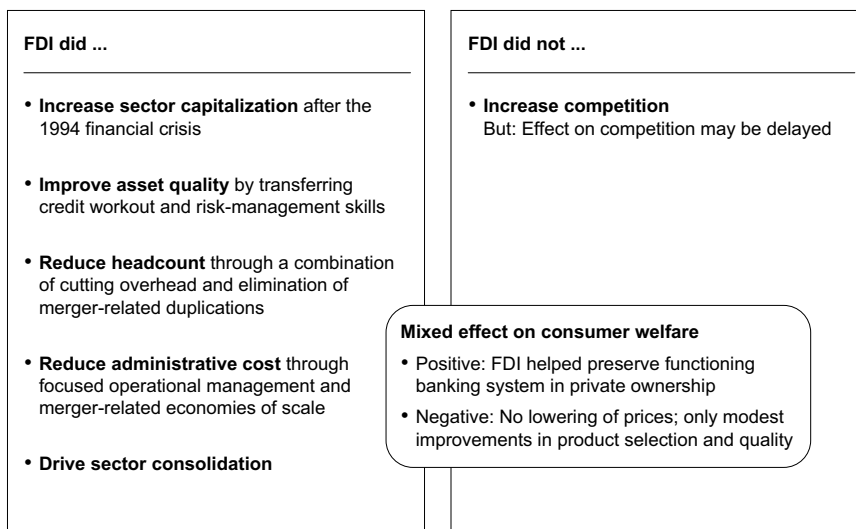 FDI did ...
• Increase sector capitalization after the
1994 financial crisis
• Improve asset quality by transferring
credit workout and risk-management skills
• Reduce headcount through a combination
of cutting overhead and elimination of
merger-related duplications
• Reduce administrative cost through
focused operational management and
merger-related economies of scale
• Drive sector consolidation
FDI did not ...
• Increase competition
But: Effect on competition may be delayed
Mixed effect on consumer welfare
• Positive: FDI helped preserve functioning
banking system in private ownership
• Negative: No lowering of prices; only modest
improvements in product selection and quality